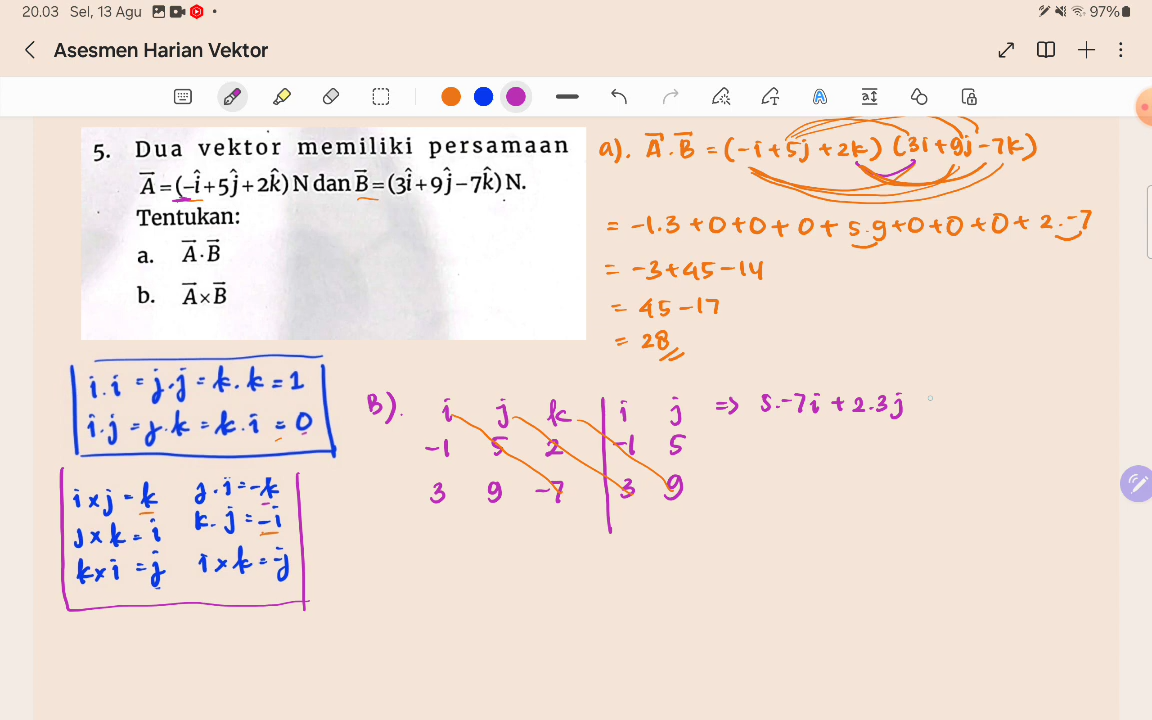 20.03 Sel, 13 Agu
97%
Asesmen Harian Vektor
5. Dua vektor memiliki persamaan
A⃗=(-î+5ĵ+2k̂) N dan B⃗=(3î+9ĵ−7k̂) N.
Tentukan:
a. A⃗·B⃗
b. A⃗×B⃗
a). A⃗.B⃗ = (-i+5j+2k) (3i+9j-7k)
= -1.3 +0+0+0+5.9+0+0+0+2.-7
= -3+45-14
= 45-17
= 28
i.i = j.j = k.k = 1
i.j = j.k = k.i = 0
i x j = k j.i = -k
j x k = i k.j = -i
k x i = j i x k = -j
B). i j k | i j => 5.-7i + 2.3j
-1 5 2 | -1 5
3 9 -7 | 3 9